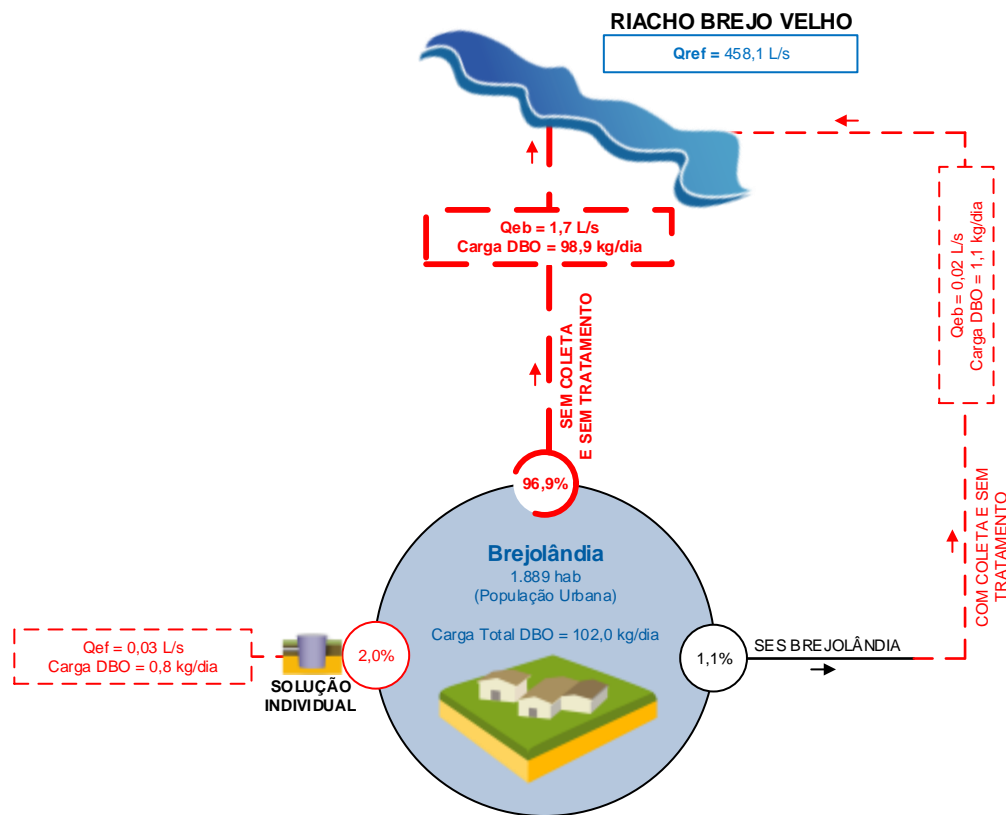 RIACHO BREJO VELHO
Qref = 458,1 L/s
Qeb = 1,7 L/s
Carga DBO = 98,9 kg/dia
Qeb = 0,02 L/s
Carga DBO = 1,1 kg/dia
SEM COLETA
E SEM TRATAMENTO
96,9%
COM COLETA E SEM
TRATAMENTO
Brejolândia
1.889 hab
(População Urbana)
Carga Total DBO = 102,0 kg/dia
Qef = 0,03 L/s
Carga DBO = 0,8 kg/dia
SOLUÇÃO
INDIVIDUAL
2,0%
1,1%
SES BREJOLÂNDIA